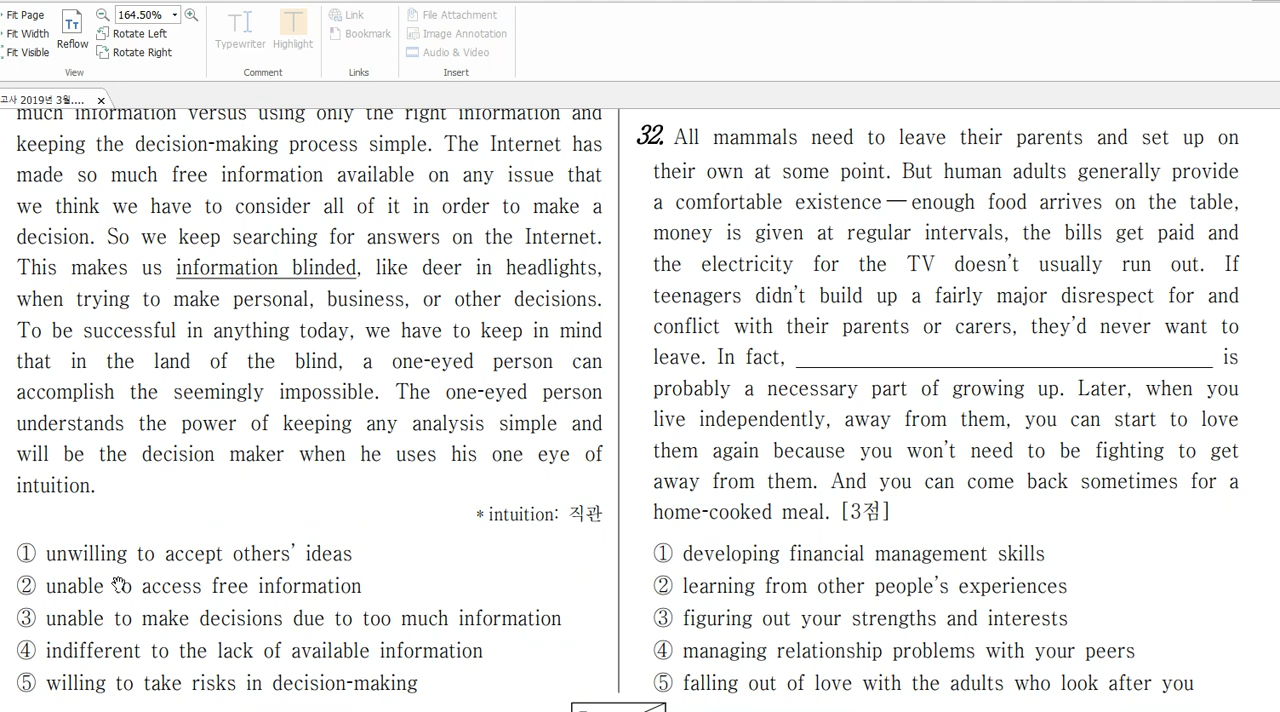 Fit Page
Fit Width
Fit Visible
Reflow
164.50%
Rotate Left
Rotate Right
View
Typewriter
Highlight
Comment
Link
Bookmark
Links
File Attachment
Image Annotation
Audio & Video
Insert
고사 2019년 3월....
much information versus using only the right information and
keeping the decision-making process simple. The Internet has
made so much free information available on any issue that
we think we have to consider all of it in order to make a
decision. So we keep searching for answers on the Internet.
This makes us information blinded, like deer in headlights,
when trying to make personal, business, or other decisions.
To be successful in anything today, we have to keep in mind
that in the land of the blind, a one-eyed person can
accomplish the seemingly impossible. The one-eyed person
understands the power of keeping any analysis simple and
will be the decision maker when he uses his one eye of
intuition.
* intuition: 직관
① unwilling to accept others’ ideas
② unable to access free information
③ unable to make decisions due to too much information
④ indifferent to the lack of available information
⑤ willing to take risks in decision-making
32. All mammals need to leave their parents and set up on
their own at some point. But human adults generally provide
a comfortable existence — enough food arrives on the table,
money is given at regular intervals, the bills get paid and
the electricity for the TV doesn’t usually run out. If
teenagers didn’t build up a fairly major disrespect for and
conflict with their parents or carers, they’d never want to
leave. In fact, ______________________________ is
probably a necessary part of growing up. Later, when you
live independently, away from them, you can start to love
them again because you won’t need to be fighting to get
away from them. And you can come back sometimes for a
home-cooked meal. [3점]
① developing financial management skills
② learning from other people’s experiences
③ figuring out your strengths and interests
④ managing relationship problems with your peers
⑤ falling out of love with the adults who look after you